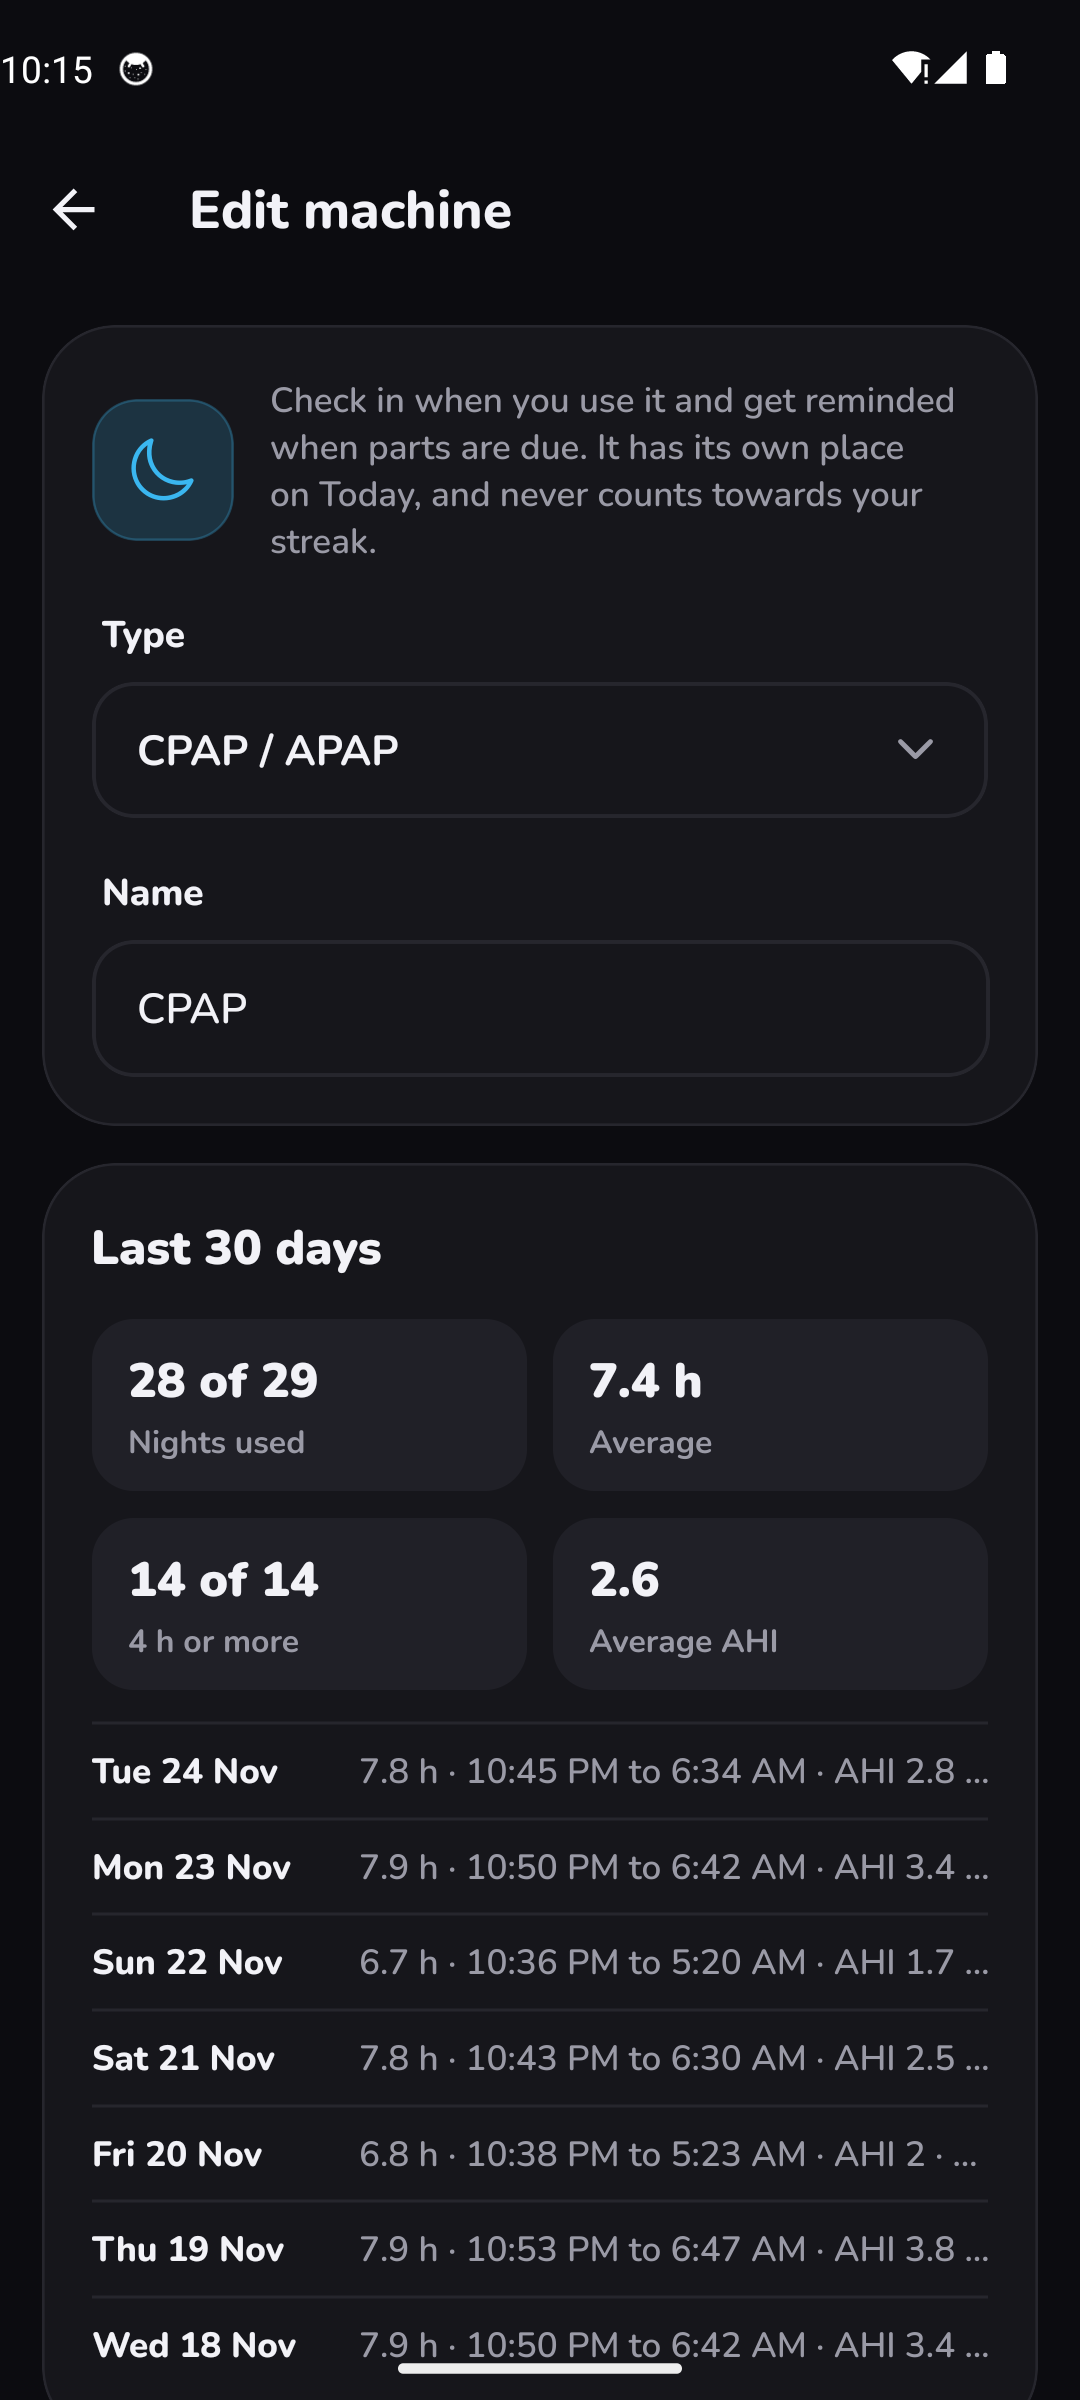 10:15
Edit machine
Check in when you use it and get reminded
when parts are due. It has its own place
on Today, and never counts towards your
streak.
Type
CPAP / APAP
Name
CPAP
Last 30 days
28 of 29
Nights used
7.4 h
Average
14 of 14
4 h or more
2.6
Average AHI
Tue 24 Nov 7.8 h · 10:45 PM to 6:34 AM · AHI 2.8 ...
Mon 23 Nov 7.9 h · 10:50 PM to 6:42 AM · AHI 3.4 ...
Sun 22 Nov 6.7 h · 10:36 PM to 5:20 AM · AHI 1.7 ...
Sat 21 Nov 7.8 h · 10:43 PM to 6:30 AM · AHI 2.5 ...
Fri 20 Nov 6.8 h · 10:38 PM to 5:23 AM · AHI 2 · ...
Thu 19 Nov 7.9 h · 10:53 PM to 6:47 AM · AHI 3.8 ...
Wed 18 Nov 7.9 h · 10:50 PM to 6:42 AM · AHI 3.4 ...